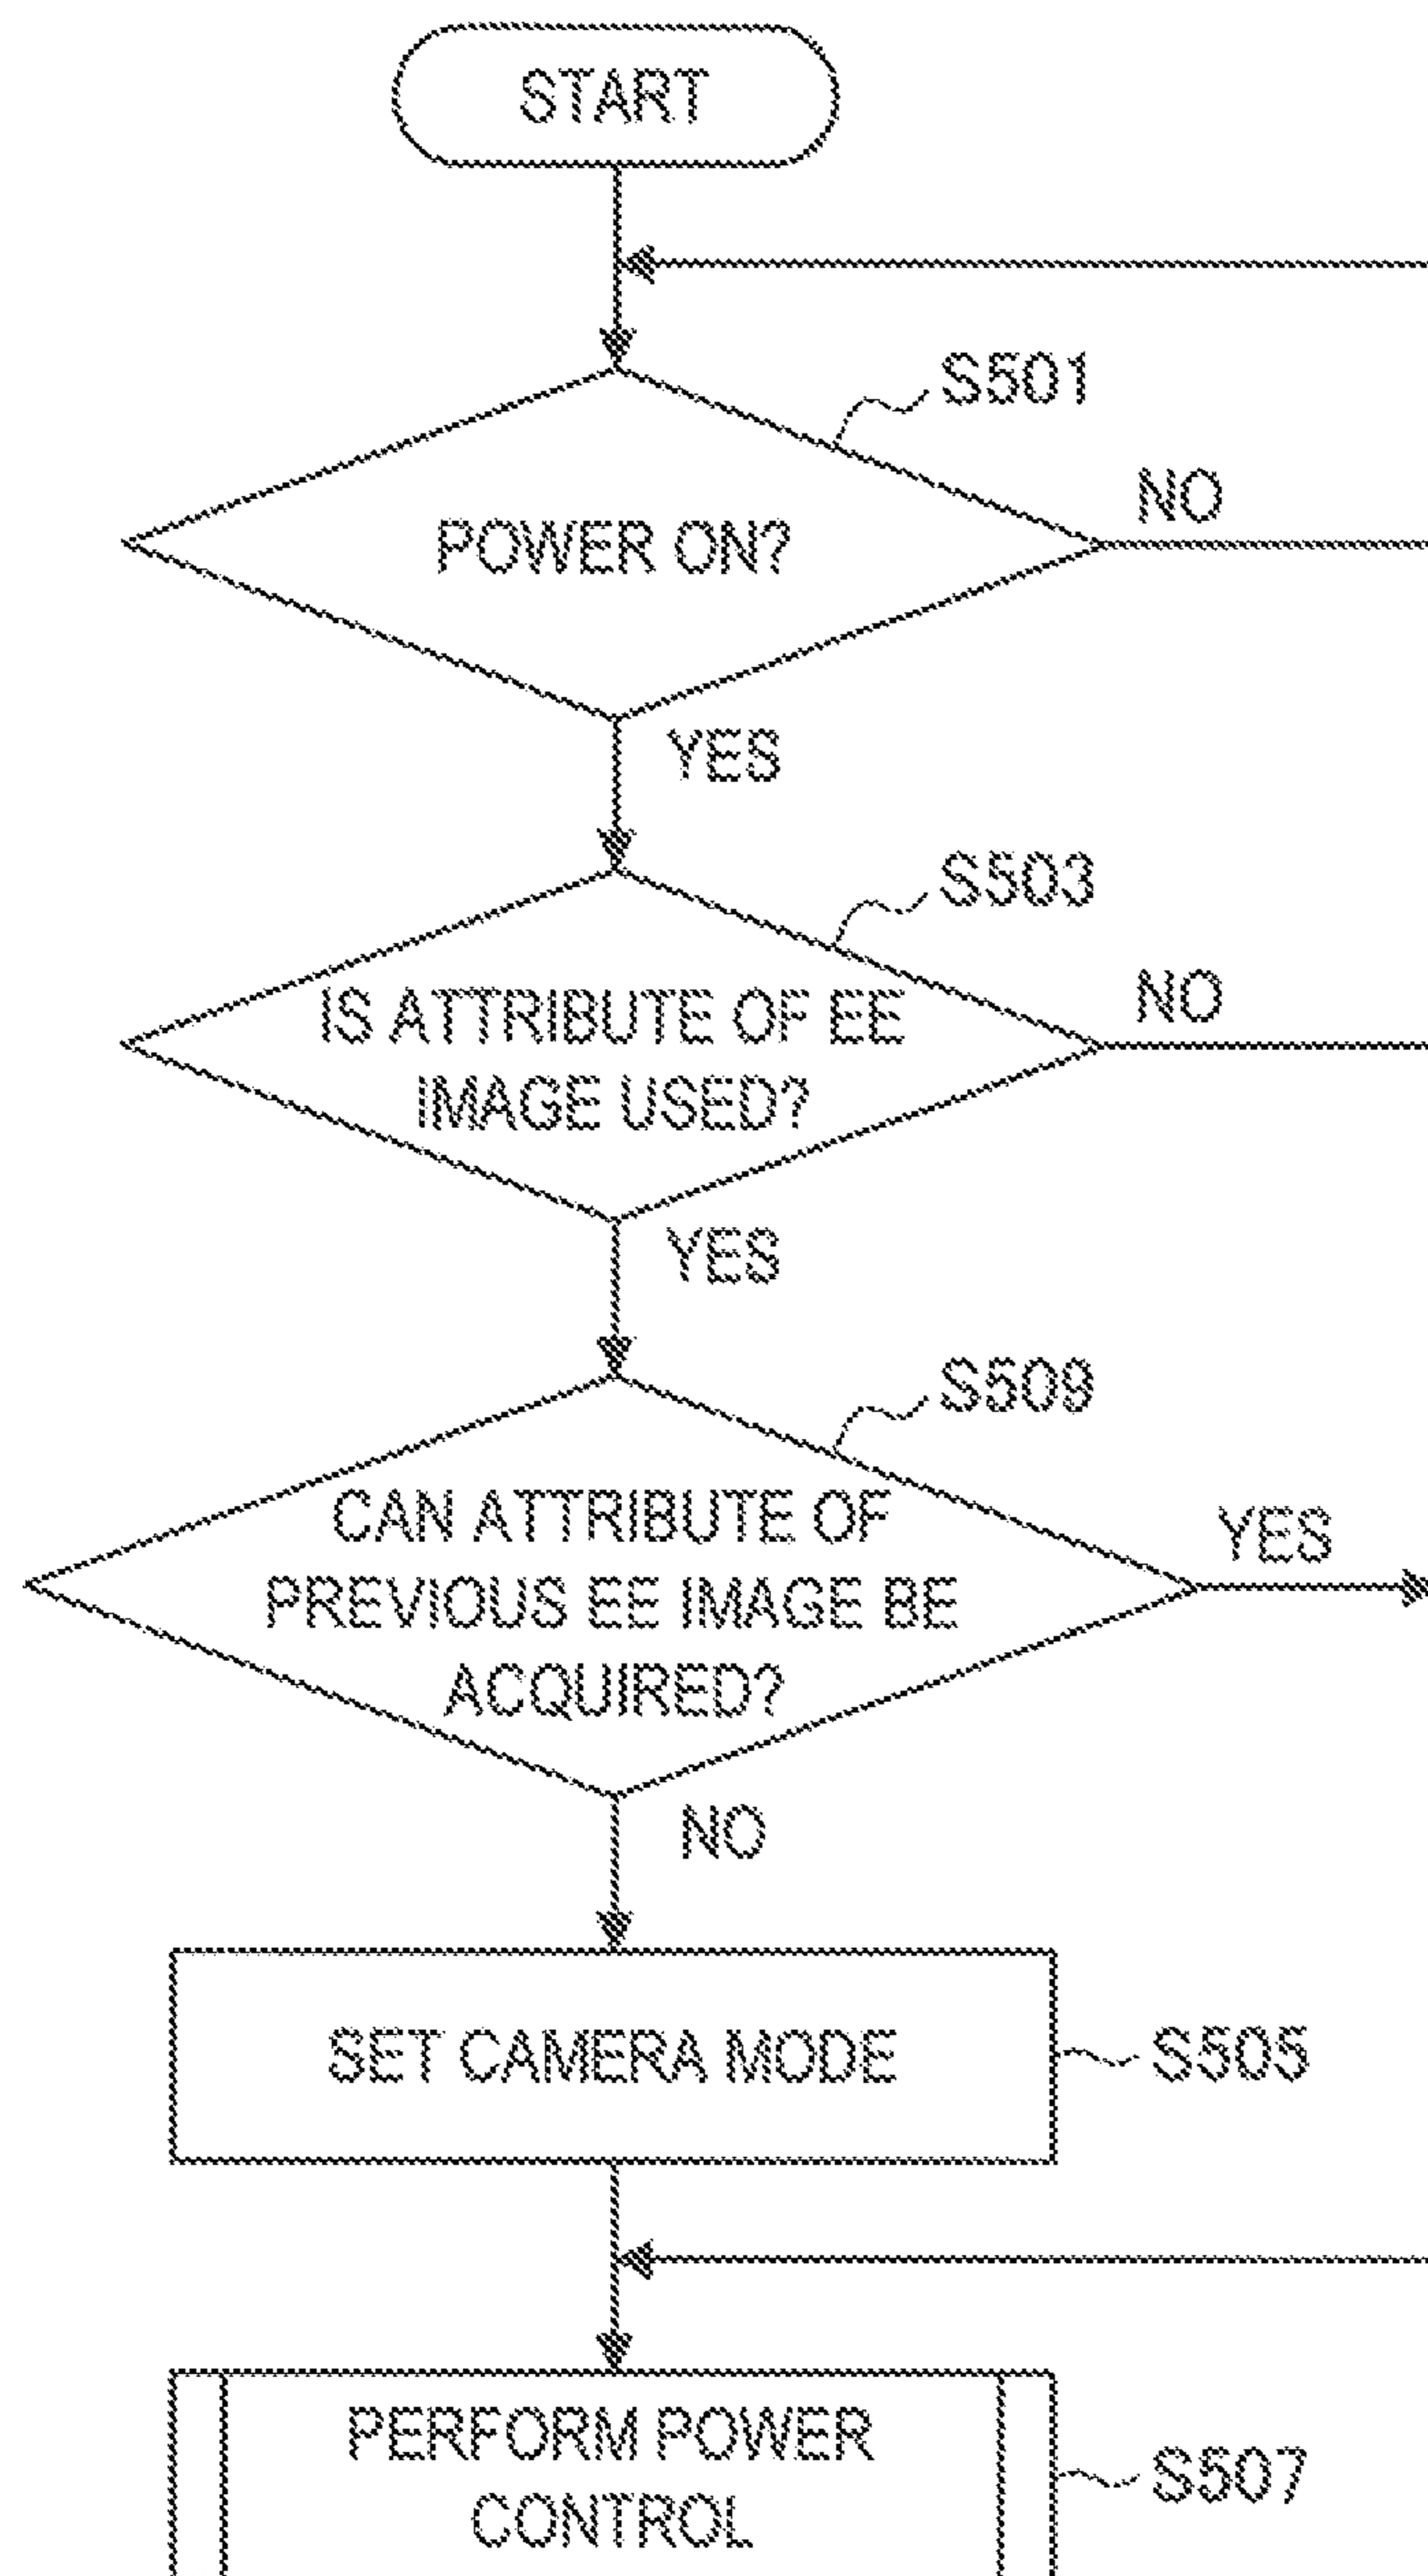 START
S501
POWER ON?
NO
YES
S503
IS ATTRIBUTE OF EE
IMAGE USED?
NO
YES
S509
CAN ATTRIBUTE OF
PREVIOUS EE IMAGE BE
ACQUIRED?
YES
NO
SET CAMERA MODE
S505
PERFORM POWER
CONTROL
S507